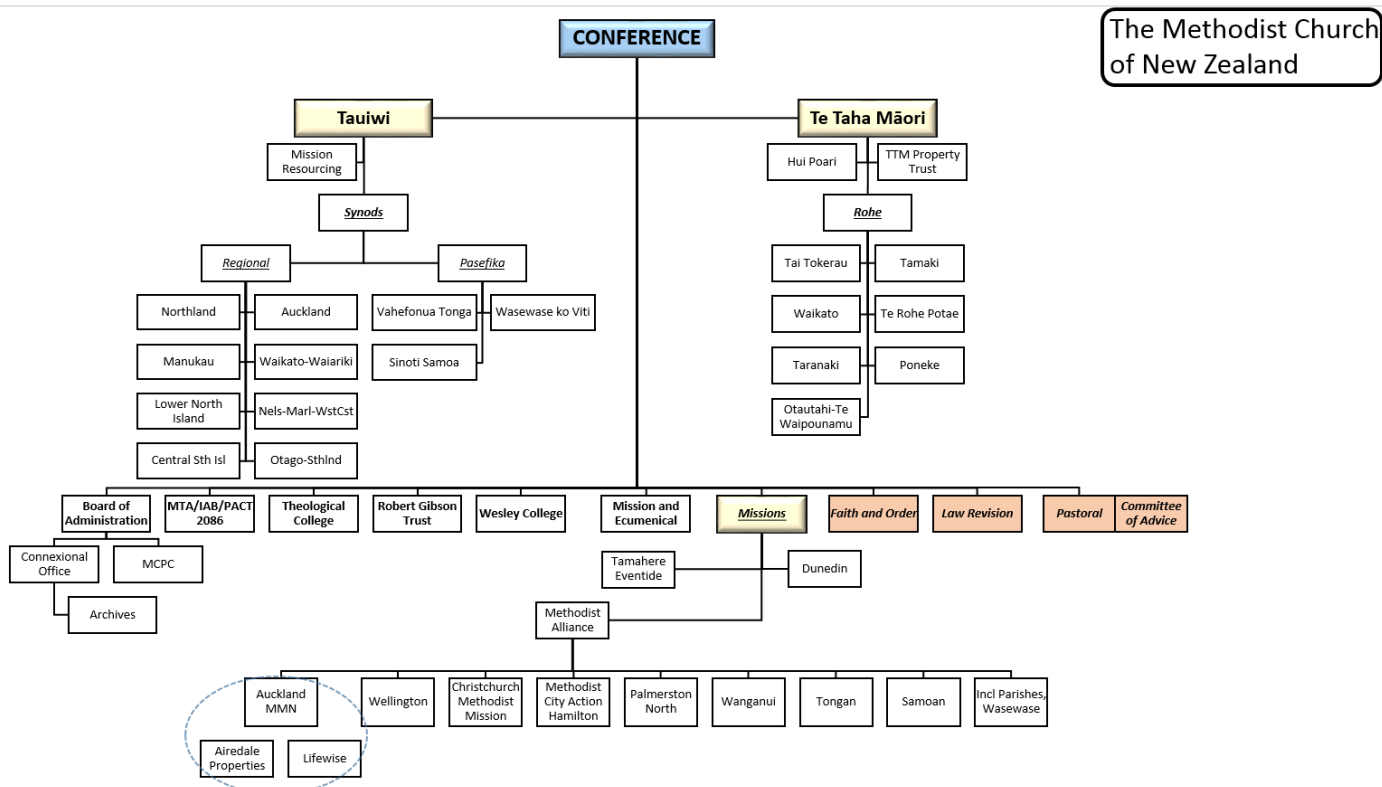 The Methodist Church
of New Zealand
CONFERENCE
Tauiwi
Te Taha Māori
Mission
Resourcing
Hui Poari
TTM Property
Trust
Synods
Rohe
Regional
Pasefika
Tai Tokerau
Tamaki
Northland
Auckland
Vahefonua Tonga
Wasewase ko Viti
Waikato
Te Rohe Potae
Manukau
Waikato-Waiariki
Sinoti Samoa
Taranaki
Poneke
Lower North
Island
Nels-Marl-WstCst
Otautahi-Te
Waipounamu
Central Sth Isl
Otago-Sthlnd
Board of
Administration
MTA/IAB/PACT
2086
Theological
College
Robert Gibson
Trust
Wesley College
Mission and
Ecumenical
Missions
Faith and Order
Law Revision
Pastoral
Committee
of Advice
Connexional
Office
MCPC
Tamahere
Eventide
Dunedin
Archives
Methodist
Alliance
Auckland
MMN
Wellington
Christchurch
Methodist
Mission
Methodist
City Action
Hamilton
Palmerston
North
Wanganui
Tongan
Samoan
Incl Parishes,
Wasewase
Airedale
Properties
Lifewise